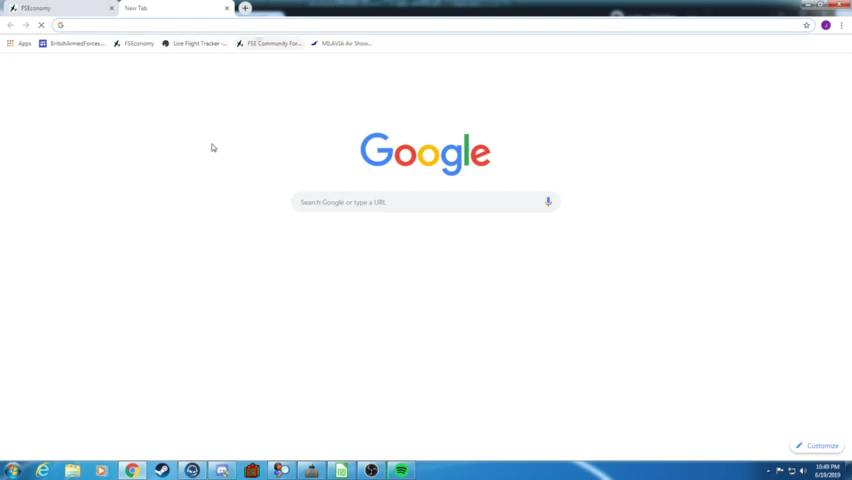 FSEconomy
New Tab
Apps
BritishArmedForces...
FSEconomy
Live Flight Tracker -...
FSE Community For...
MILAVIA Air Show...
Google
Search Google or type a URL
Customize
10:49 PM
6/19/2019